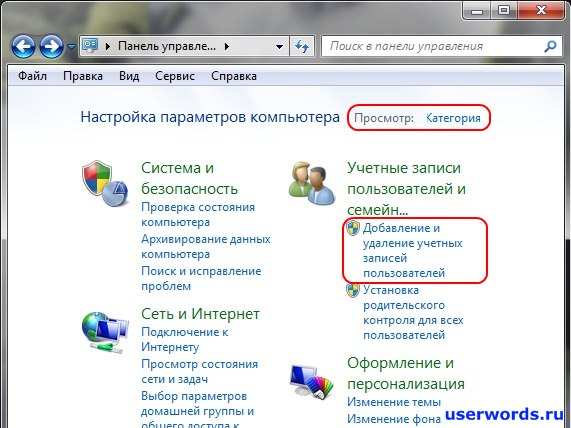 Панель управле...
Поиск в панели управления
Файл Правка Вид Сервис Справка
Настройка параметров компьютера
Просмотр: Категория
Система и
безопасность
Проверка состояния
компьютера
Архивирование данных
компьютера
Поиск и исправление
проблем
Сеть и Интернет
Подключение к
Интернету
Просмотр состояния
сети и задач
Выбор параметров
домашней группы и
общего доступа к
Учетные записи
пользователей и
семейн...
Добавление и
удаление учетных
записей
пользователей
Установка
родительского
контроля для всех
пользователей
Оформление и
персонализация
Изменение темы
Изменение фона
userwords.ru